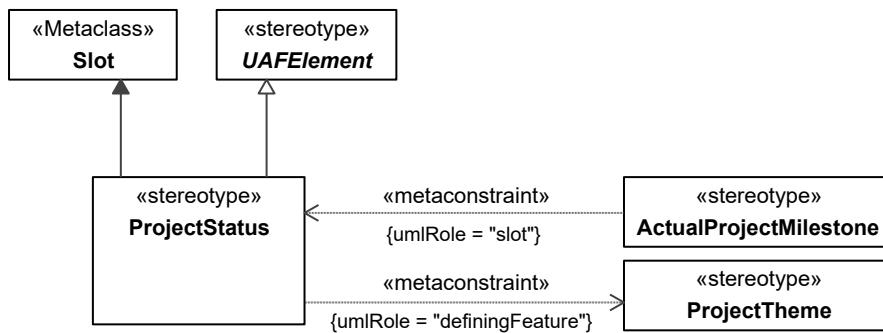 «Metaclass»
Slot
«stereotype»
UAFElement
«stereotype»
ProjectStatus
«metaconstraint»
{umlRole = "slot"}
«stereotype»
ActualProjectMilestone
«metaconstraint»
{umlRole = "definingFeature"}
«stereotype»
ProjectTheme